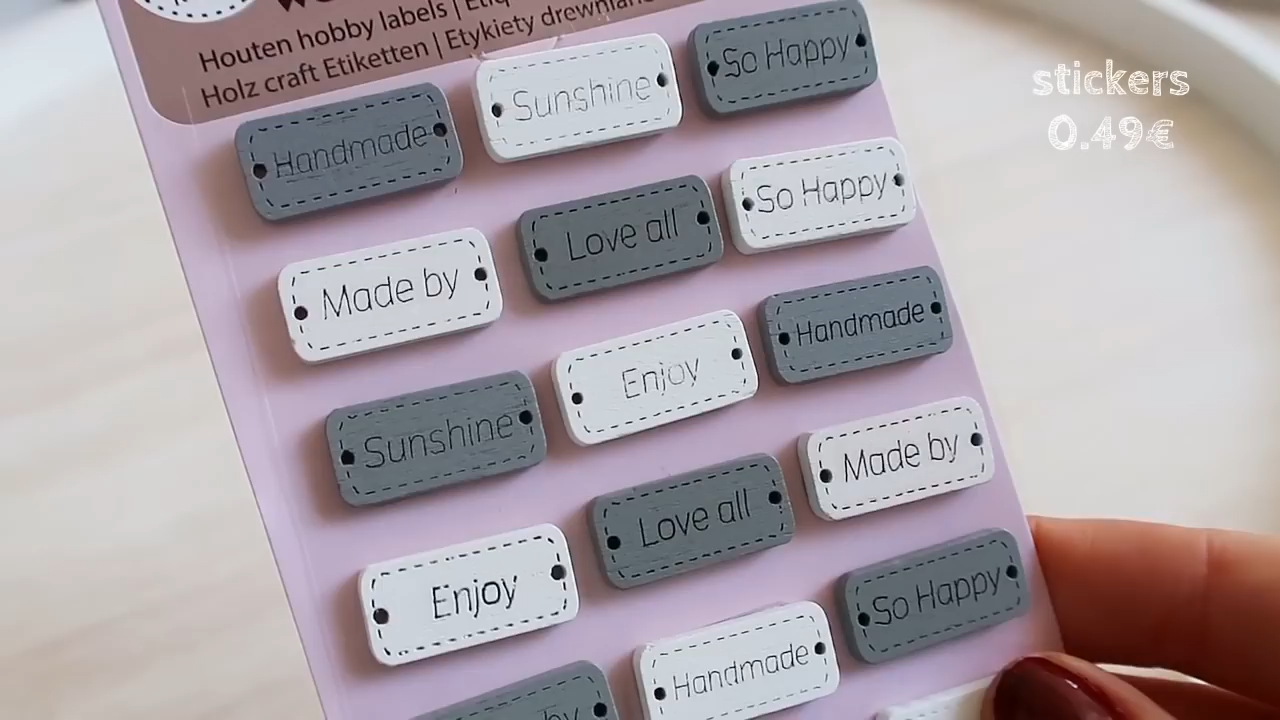 Houten hobby labels |
Holz craft Etiketten | Etykiety
stickers
0.49€
Handmade
Sunshine
So Happy
Made by
Love all
So Happy
Sunshine
Enjoy
Handmade
Enjoy
Love all
Made by
Handmade
So Happy
by